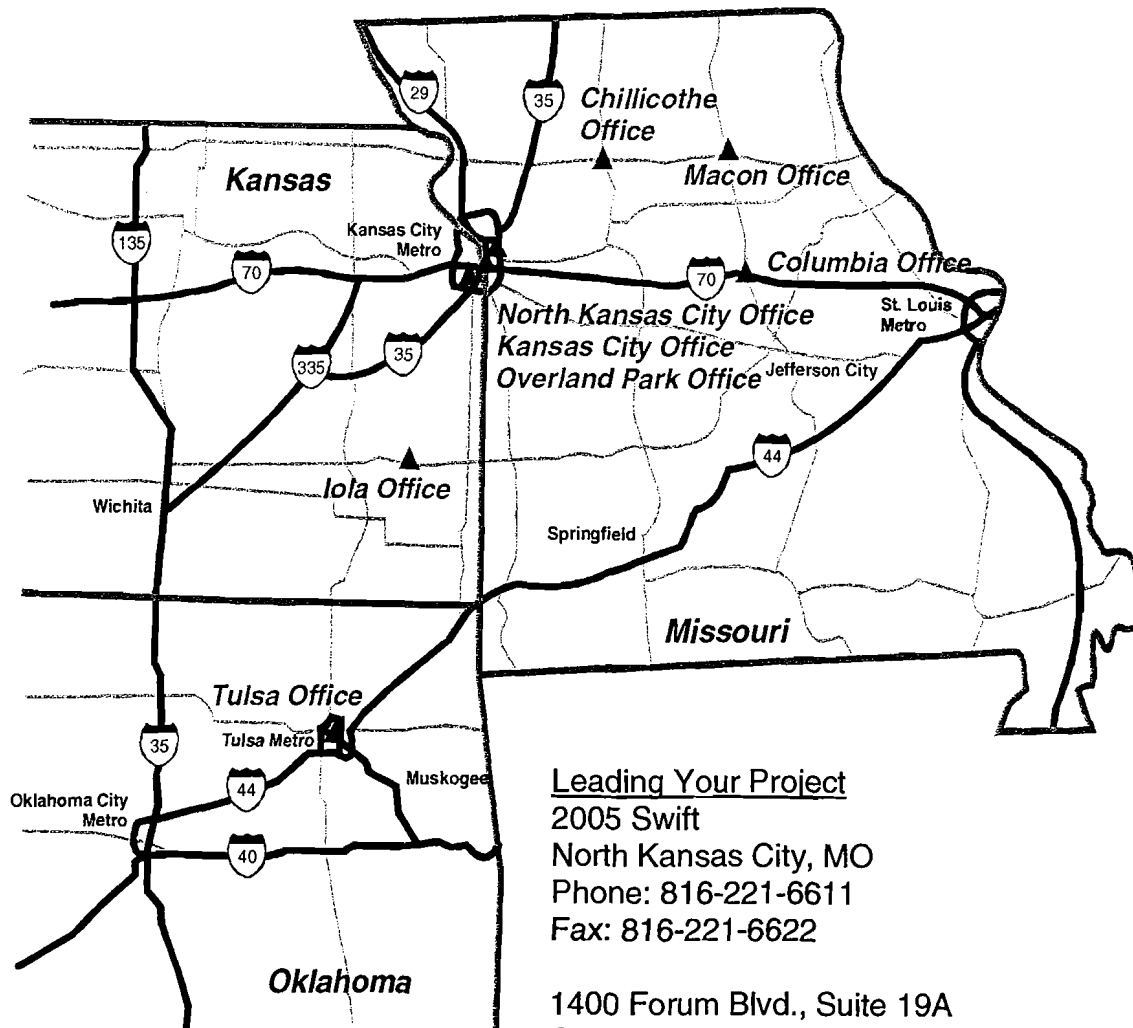 29
35
Chillicothe
Office
Kansas
Macon Office
Kansas City
Metro
135
70
70
Columbia Office
St. Louis
Metro
North Kansas City Office
Kansas City Office
Overland Park Office
Jefferson City
335
35
44
Iola Office
Wichita
Springfield
Missouri
Tulsa Office
Tulsa Metro
35
Muskogee
44
Oklahoma City
Metro
40
Oklahoma
Leading Your Project
2005 Swift
North Kansas City, MO
Phone: 816-221-6611
Fax: 816-221-6622
1400 Forum Blvd., Suite 19A